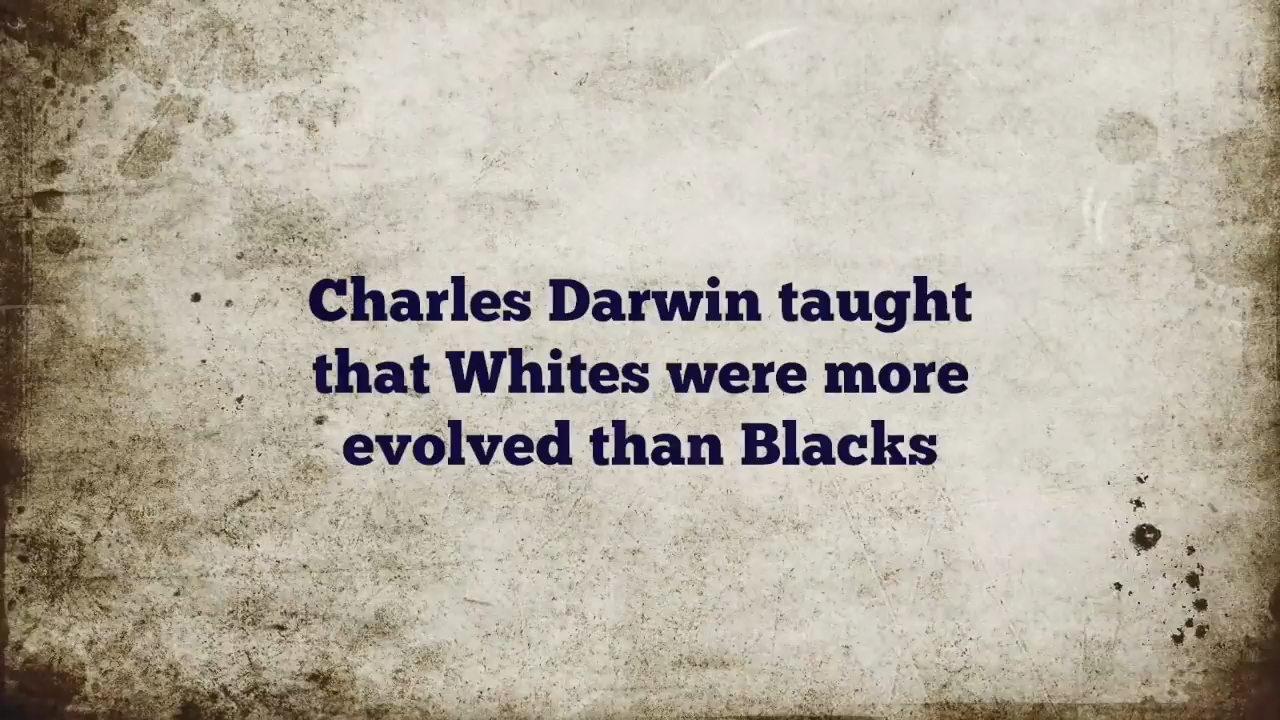 Charles Darwin taught
that Whites were more
evolved than Blacks